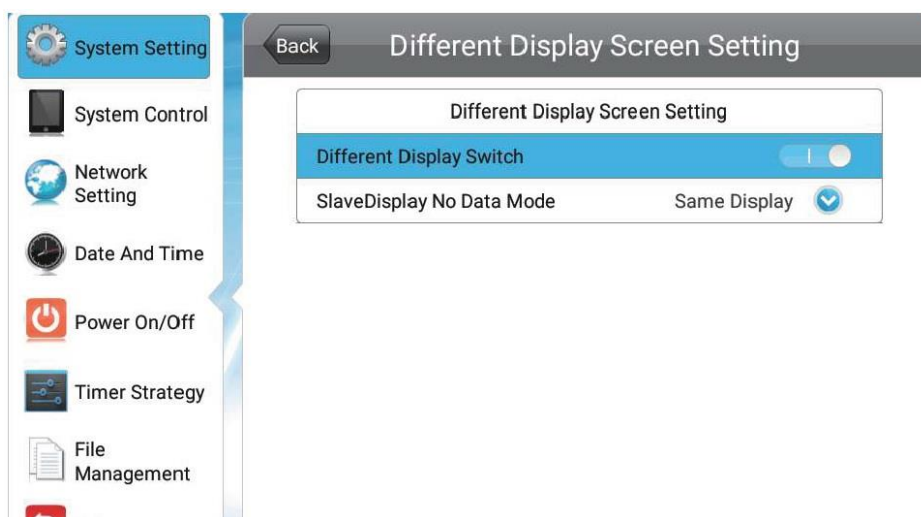 System Setting
System Control
Network
Setting
Date And Time
Power On/Off
Timer Strategy
File
Management
Back
Different Display Screen Setting
Different Display Screen Setting
Different Display Switch
SlaveDisplay No Data Mode
Same Display